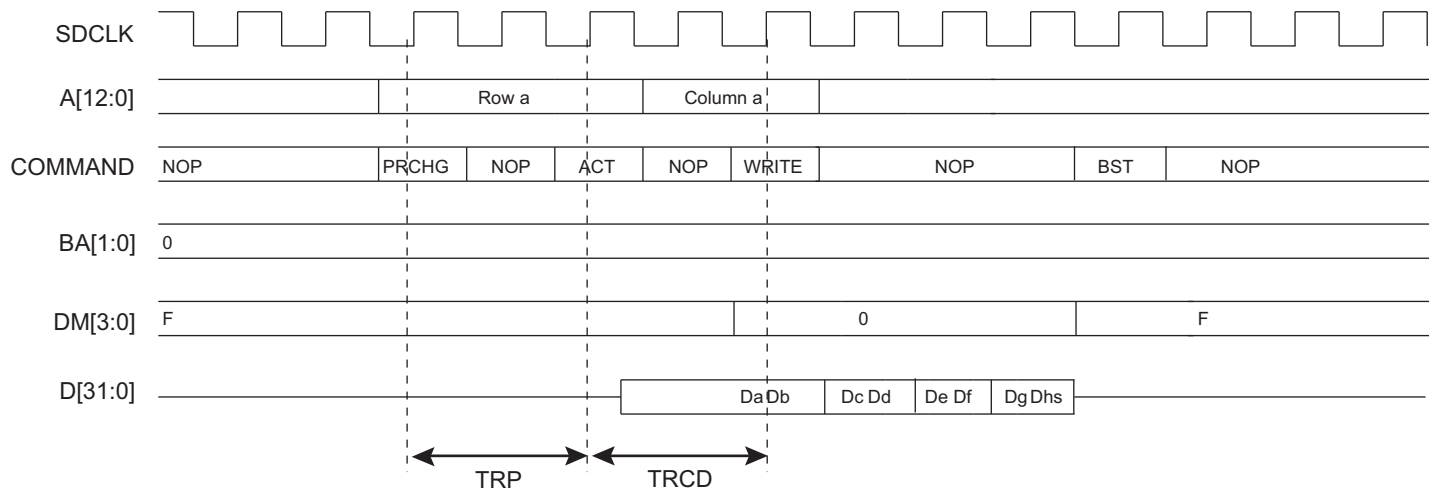 SDCLK
A[12:0] Row a Column a
COMMAND NOP PRCHG NOP ACT NOP WRITE NOP BST NOP
BA[1:0] 0
DM[3:0] F 0 F
D[31:0] Da Db Dc Dd De Df Dg Dhs
TRP TRCD